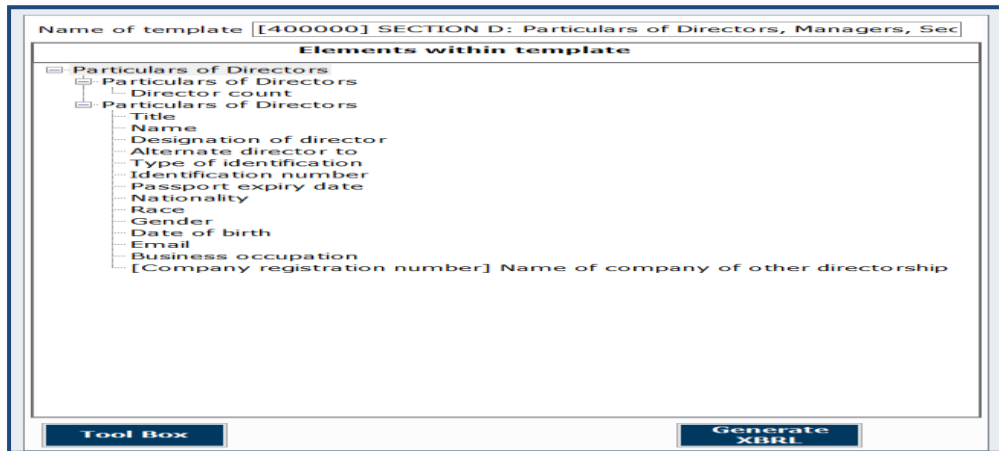 Name of template [400000] SECTION D: Particulars of Directors, Managers, Sec
Elements within template
Particulars of Directors
Particulars of Directors
Director count
Particulars of Directors
Title
Name
Designation of director
Alternate director to
Type of identification
Identification number
Passport expiry date
Nationality
Race
Gender
Date of birth
Email
Business occupation
[Company registration number] Name of company of other directorship
Tool Box
Generate
XBRL